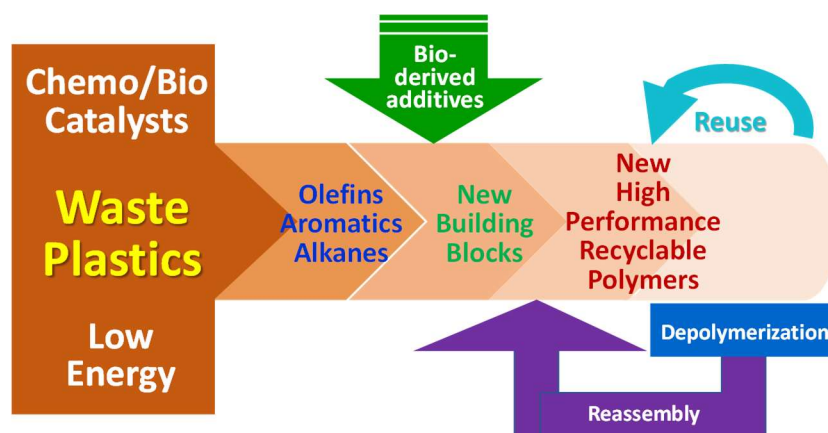 Chemo/Bio
Catalysts
Waste
Plastics
Low
Energy
Olefins
Aromatics
Alkanes
Bio-
derived
additives
New
Building
Blocks
New
High
Performance
Recyclable
Polymers
Reuse
Depolymerization
Reassembly